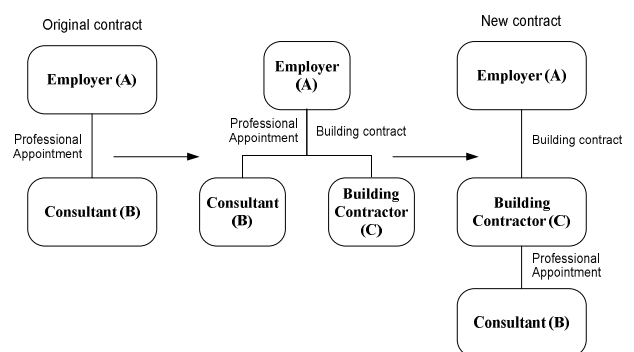 Original contract
Employer (A)
Professional
Appointment
Consultant (B)
Employer
(A)
Professional
Appointment
Building contract
Consultant
(B)
Building
Contractor
(C)
New contract
Employer (A)
Building contract
Building
Contractor (C)
Professional
Appointment
Consultant (B)